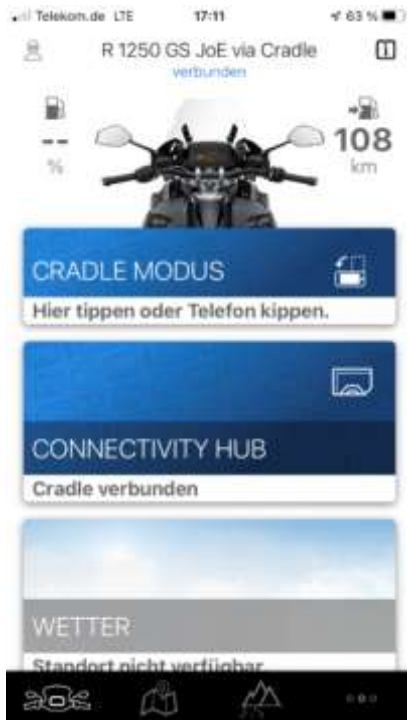 Telekom.de LTE 17:11 63 %
R 1250 GS JoE via Cradle
verbunden
-- 108
% km
CRADLE MODUS
Hier tippen oder Telefon kippen.
CONNECTIVITY HUB
Cradle verbunden
WETTER
Standort nicht verfügbar